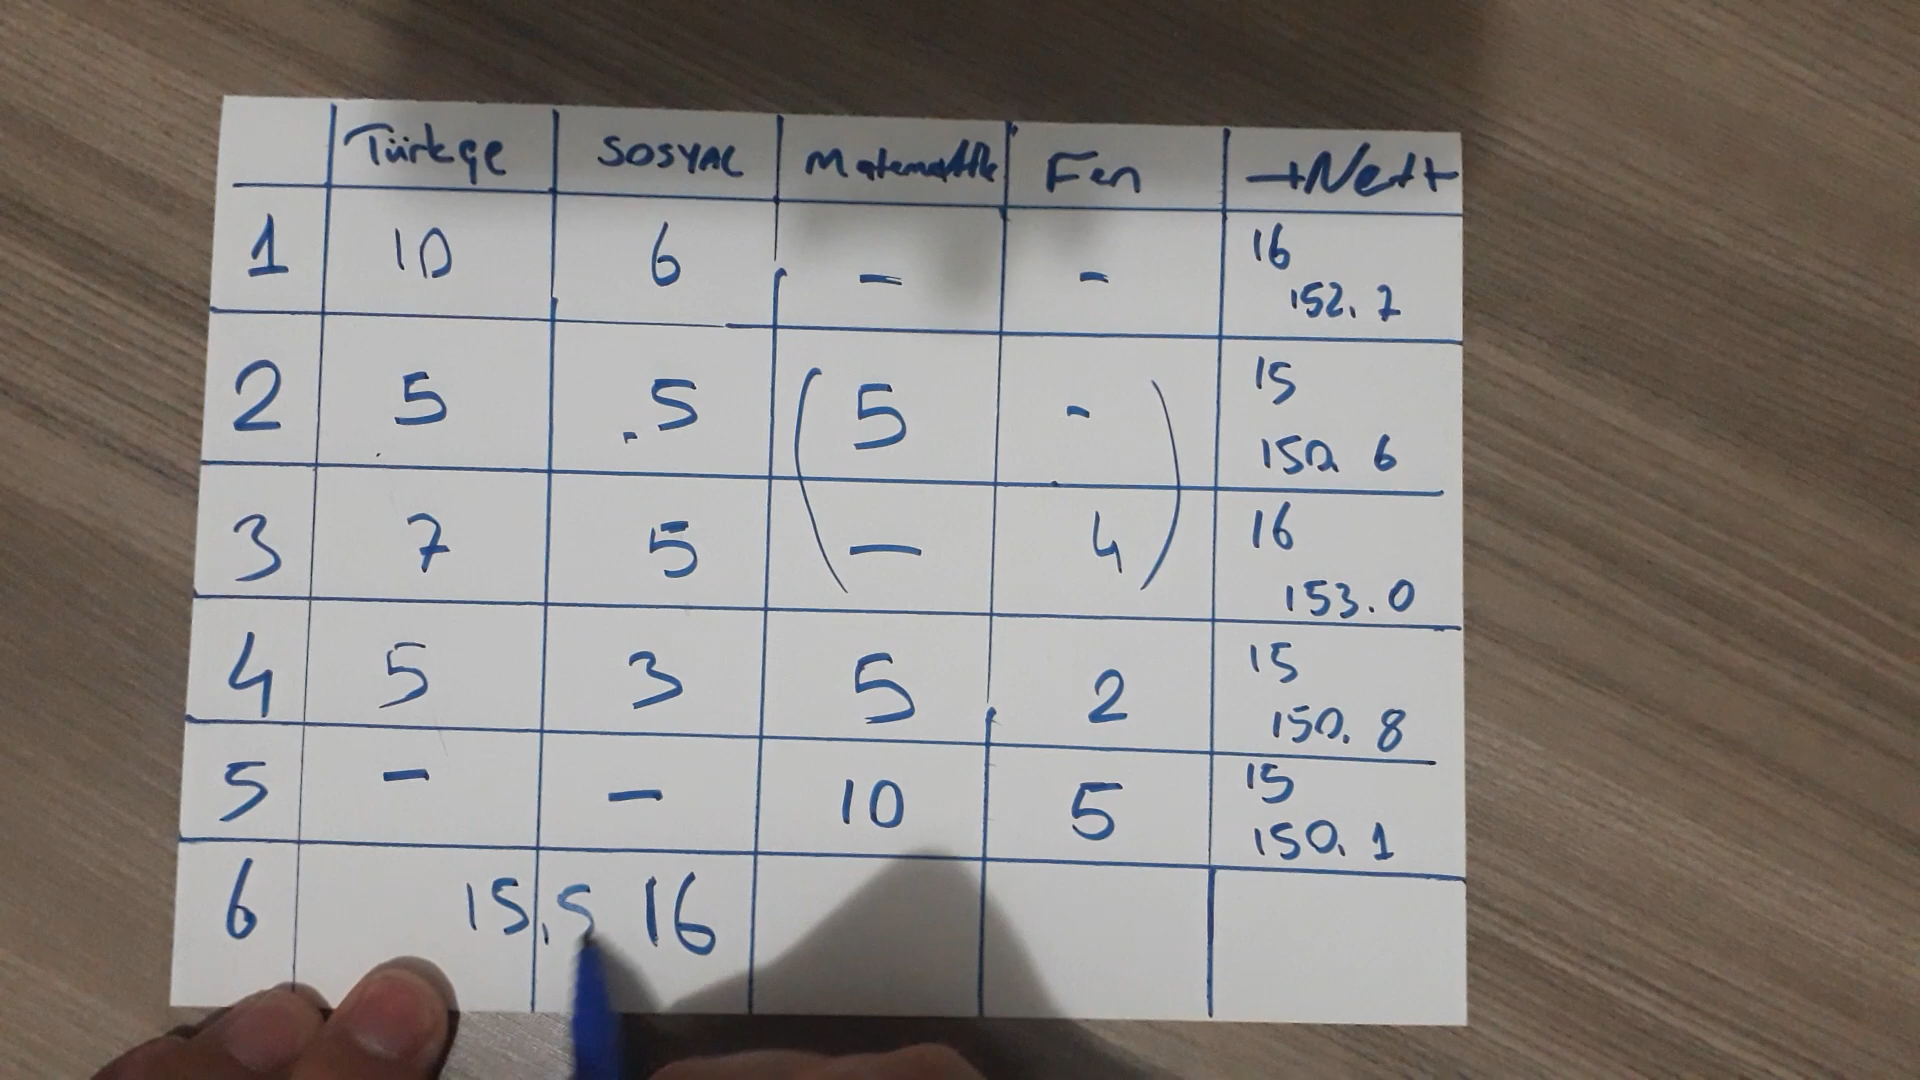 Türkçe SOSYAL Matematik Fen →Nett
1 10 6 - - 16
152.7
2 5 .5 (5 -) 15
150.6
3 7 5 (- 4) 16
153.0
4 5 3 5 2 15
150.8
5 - - 10 5 15
150.1
6 15,5 16